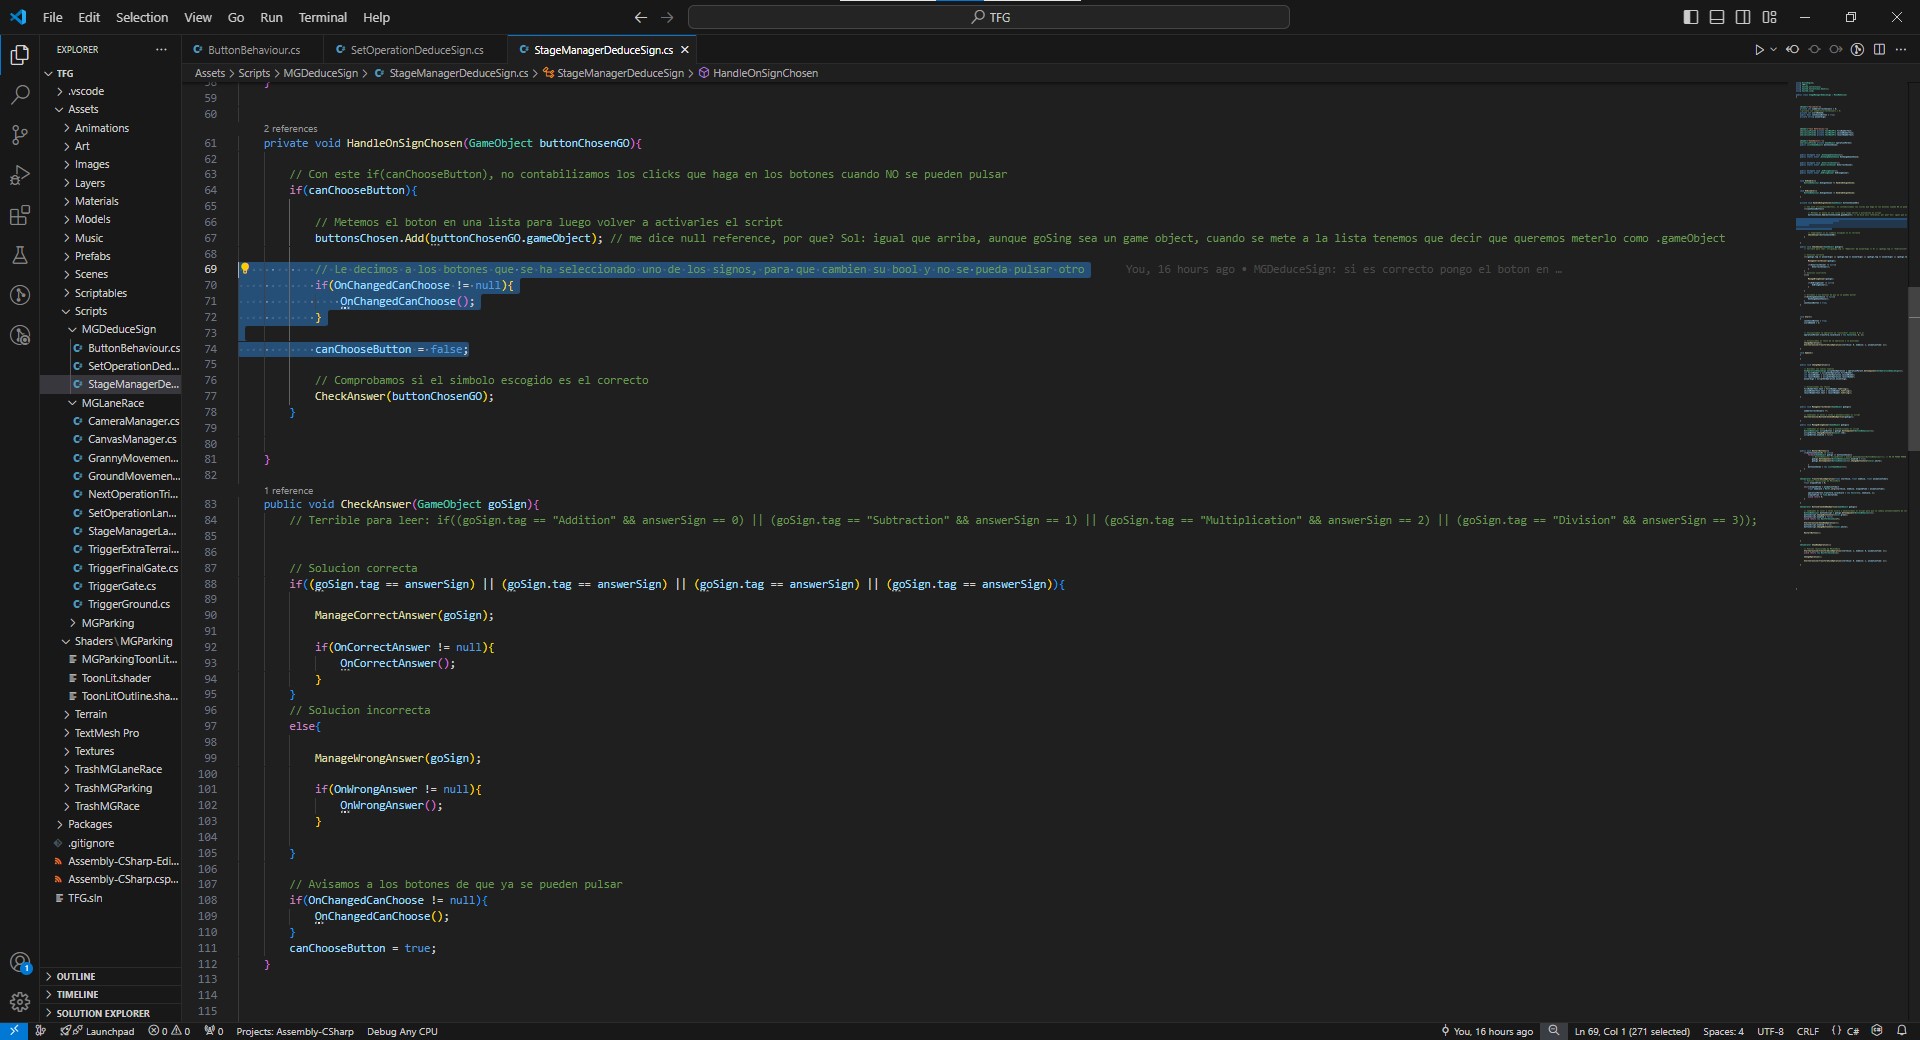 File Edit Selection View Go Run Terminal Help
TFG
EXPLORER
ButtonBehaviour.cs
SetOperationDeduceSign.cs
StageManagerDeduceSign.cs
Assets > Scripts > MGDeduceSign > StageManagerDeduceSign.cs > StageManagerDeduceSign > HandleOnSignChosen
TFG
.vscode
Assets
Animations
Art
Images
Layers
Materials
Models
Music
Prefabs
Scenes
Scriptables
Scripts
MGDeduceSign
ButtonBehaviour.cs
SetOperationDed...
StageManagerDe...
MGLaneRace
CameraManager.cs
CanvasManager.cs
GrannyMovemen...
GroundMovemen...
NextOperationTri...
SetOperationLan...
StageManagerLa...
TriggerExtraTerrai...
TriggerFinalGate.cs
TriggerGate.cs
TriggerGround.cs
MGParking
Shaders\MGParking
MGParkingToonLit...
ToonLit.shader
ToonLitOutline.sha...
Terrain
TextMesh Pro
Textures
TrashMGLaneRace
TrashMGParking
TrashMGRace
Packages
.gitignore
Assembly-CSharp-Edi...
Assembly-CSharp.csp...
TFG.sln
OUTLINE
TIMELINE
SOLUTION EXPLORER
58 }
59
60
2 references
61 private void HandleOnSignChosen(GameObject buttonChosenGO){
62
63 // Con este if(canChooseButton), no contabilizamos los clicks que haga en los botones cuando NO se pueden pulsar
64 if(canChooseButton){
65
66 // Metemos el boton en una lista para luego volver a activarles el script
67 buttonsChosen.Add(buttonChosenGO.gameObject); // me dice null reference, por que? Sol: igual que arriba, aunque goSing sea un game object, cuando se mete a la lista tenemos que decir que queremos meterlo como .gameObject
68
69 // Le decimos a los botones que se ha seleccionado uno de los signos, para que cambien su bool y no se pueda pulsar otro You, 16 hours ago • MGDeduceSign: si es correcto pongo el boton en …
70 if(OnChangedCanChoose != null){
71 OnChangedCanChoose();
72 }
73
74 canChooseButton = false;
75
76 // Comprobamos si el simbolo escogido es el correcto
77 CheckAnswer(buttonChosenGO);
78 }
79
80
81 }
82
1 reference
83 public void CheckAnswer(GameObject goSign){
84 // Terrible para leer: if((goSign.tag == "Addition" && answerSign == 0) || (goSign.tag == "Subtraction" && answerSign == 1) || (goSign.tag == "Multiplication" && answerSign == 2) || (goSign.tag == "Division" && answerSign == 3));
85
86
87 // Solucion correcta
88 if((goSign.tag == answerSign) || (goSign.tag == answerSign) || (goSign.tag == answerSign) || (goSign.tag == answerSign)){
89
90 ManageCorrectAnswer(goSign);
91
92 if(OnCorrectAnswer != null){
93 OnCorrectAnswer();
94 }
95 }
96 // Solucion incorrecta
97 else{
98
99 ManageWrongAnswer(goSign);
100
101 if(OnWrongAnswer != null){
102 OnWrongAnswer();
103 }
104
105 }
106
107 // Avisamos a los botones de que ya se pueden pulsar
108 if(OnChangedCanChoose != null){
109 OnChangedCanChoose();
110 }
111 canChooseButton = true;
112 }
113
114
115
1
Launchpad 0 0 0 Projects: Assembly-CSharp Debug Any CPU
You, 16 hours ago Ln 69, Col 1 (271 selected) Spaces: 4 UTF-8 CRLF {} C#